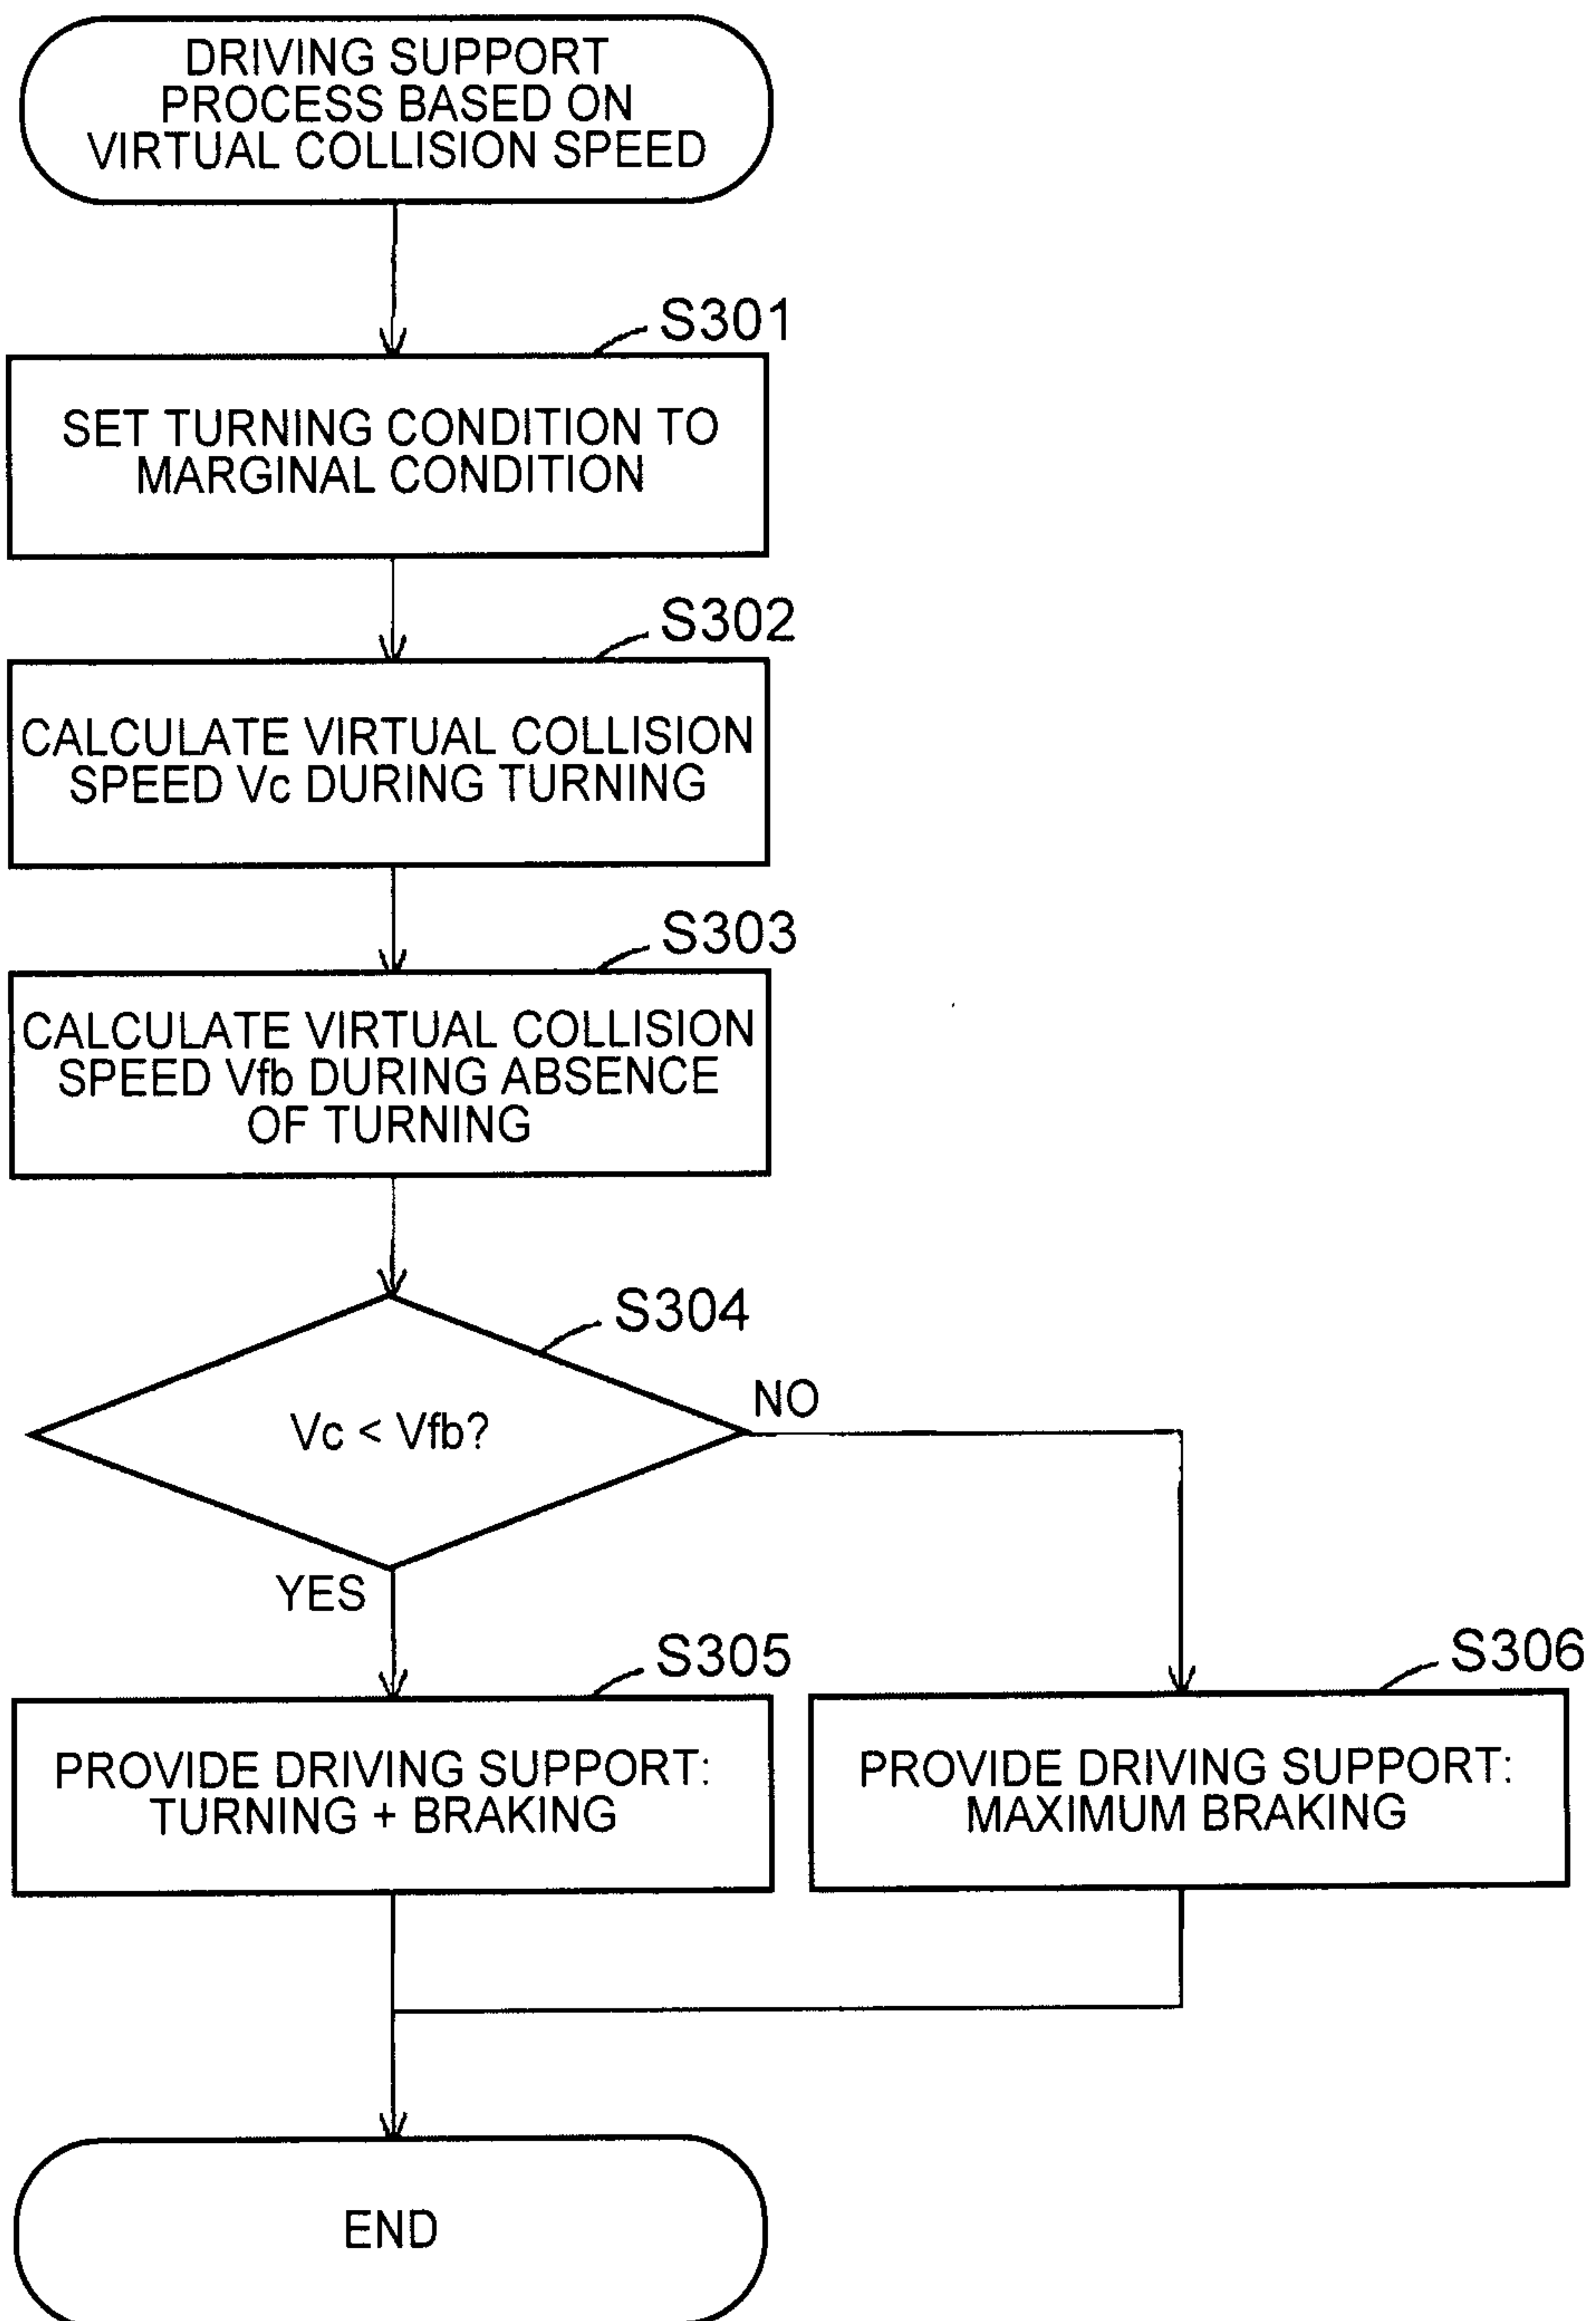 DRIVING SUPPORT
PROCESS BASED ON
VIRTUAL COLLISION SPEED
S301
SET TURNING CONDITION TO
MARGINAL CONDITION
S302
CALCULATE VIRTUAL COLLISION
SPEED Vc DURING TURNING
S303
CALCULATE VIRTUAL COLLISION
SPEED Vfb DURING ABSENCE
OF TURNING
S304
Vc < Vfb?
NO
YES
S305
PROVIDE DRIVING SUPPORT:
TURNING + BRAKING
S306
PROVIDE DRIVING SUPPORT:
MAXIMUM BRAKING
END